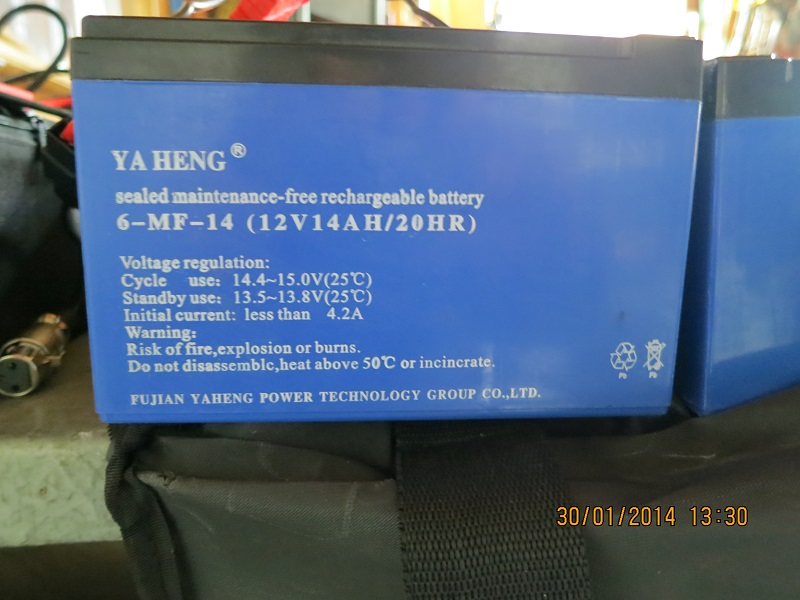 YA HENG®
sealed maintenance-free rechargeable battery
6-MF-14 (12V14AH/20HR)
Voltage regulation:
Cycle use: 14.4~15.0V(25℃)
Standby use: 13.5~13.8V(25℃)
Initial current: less than 4.2A
Warning:
Risk of fire,explosion or burns.
Do not disassemblc,heat above 50℃ or incincrate.
Pb Pb
FUJIAN YAHENG POWER TECHNOLOGY GROUP CO.,LTD.
30/01/2014 13:30